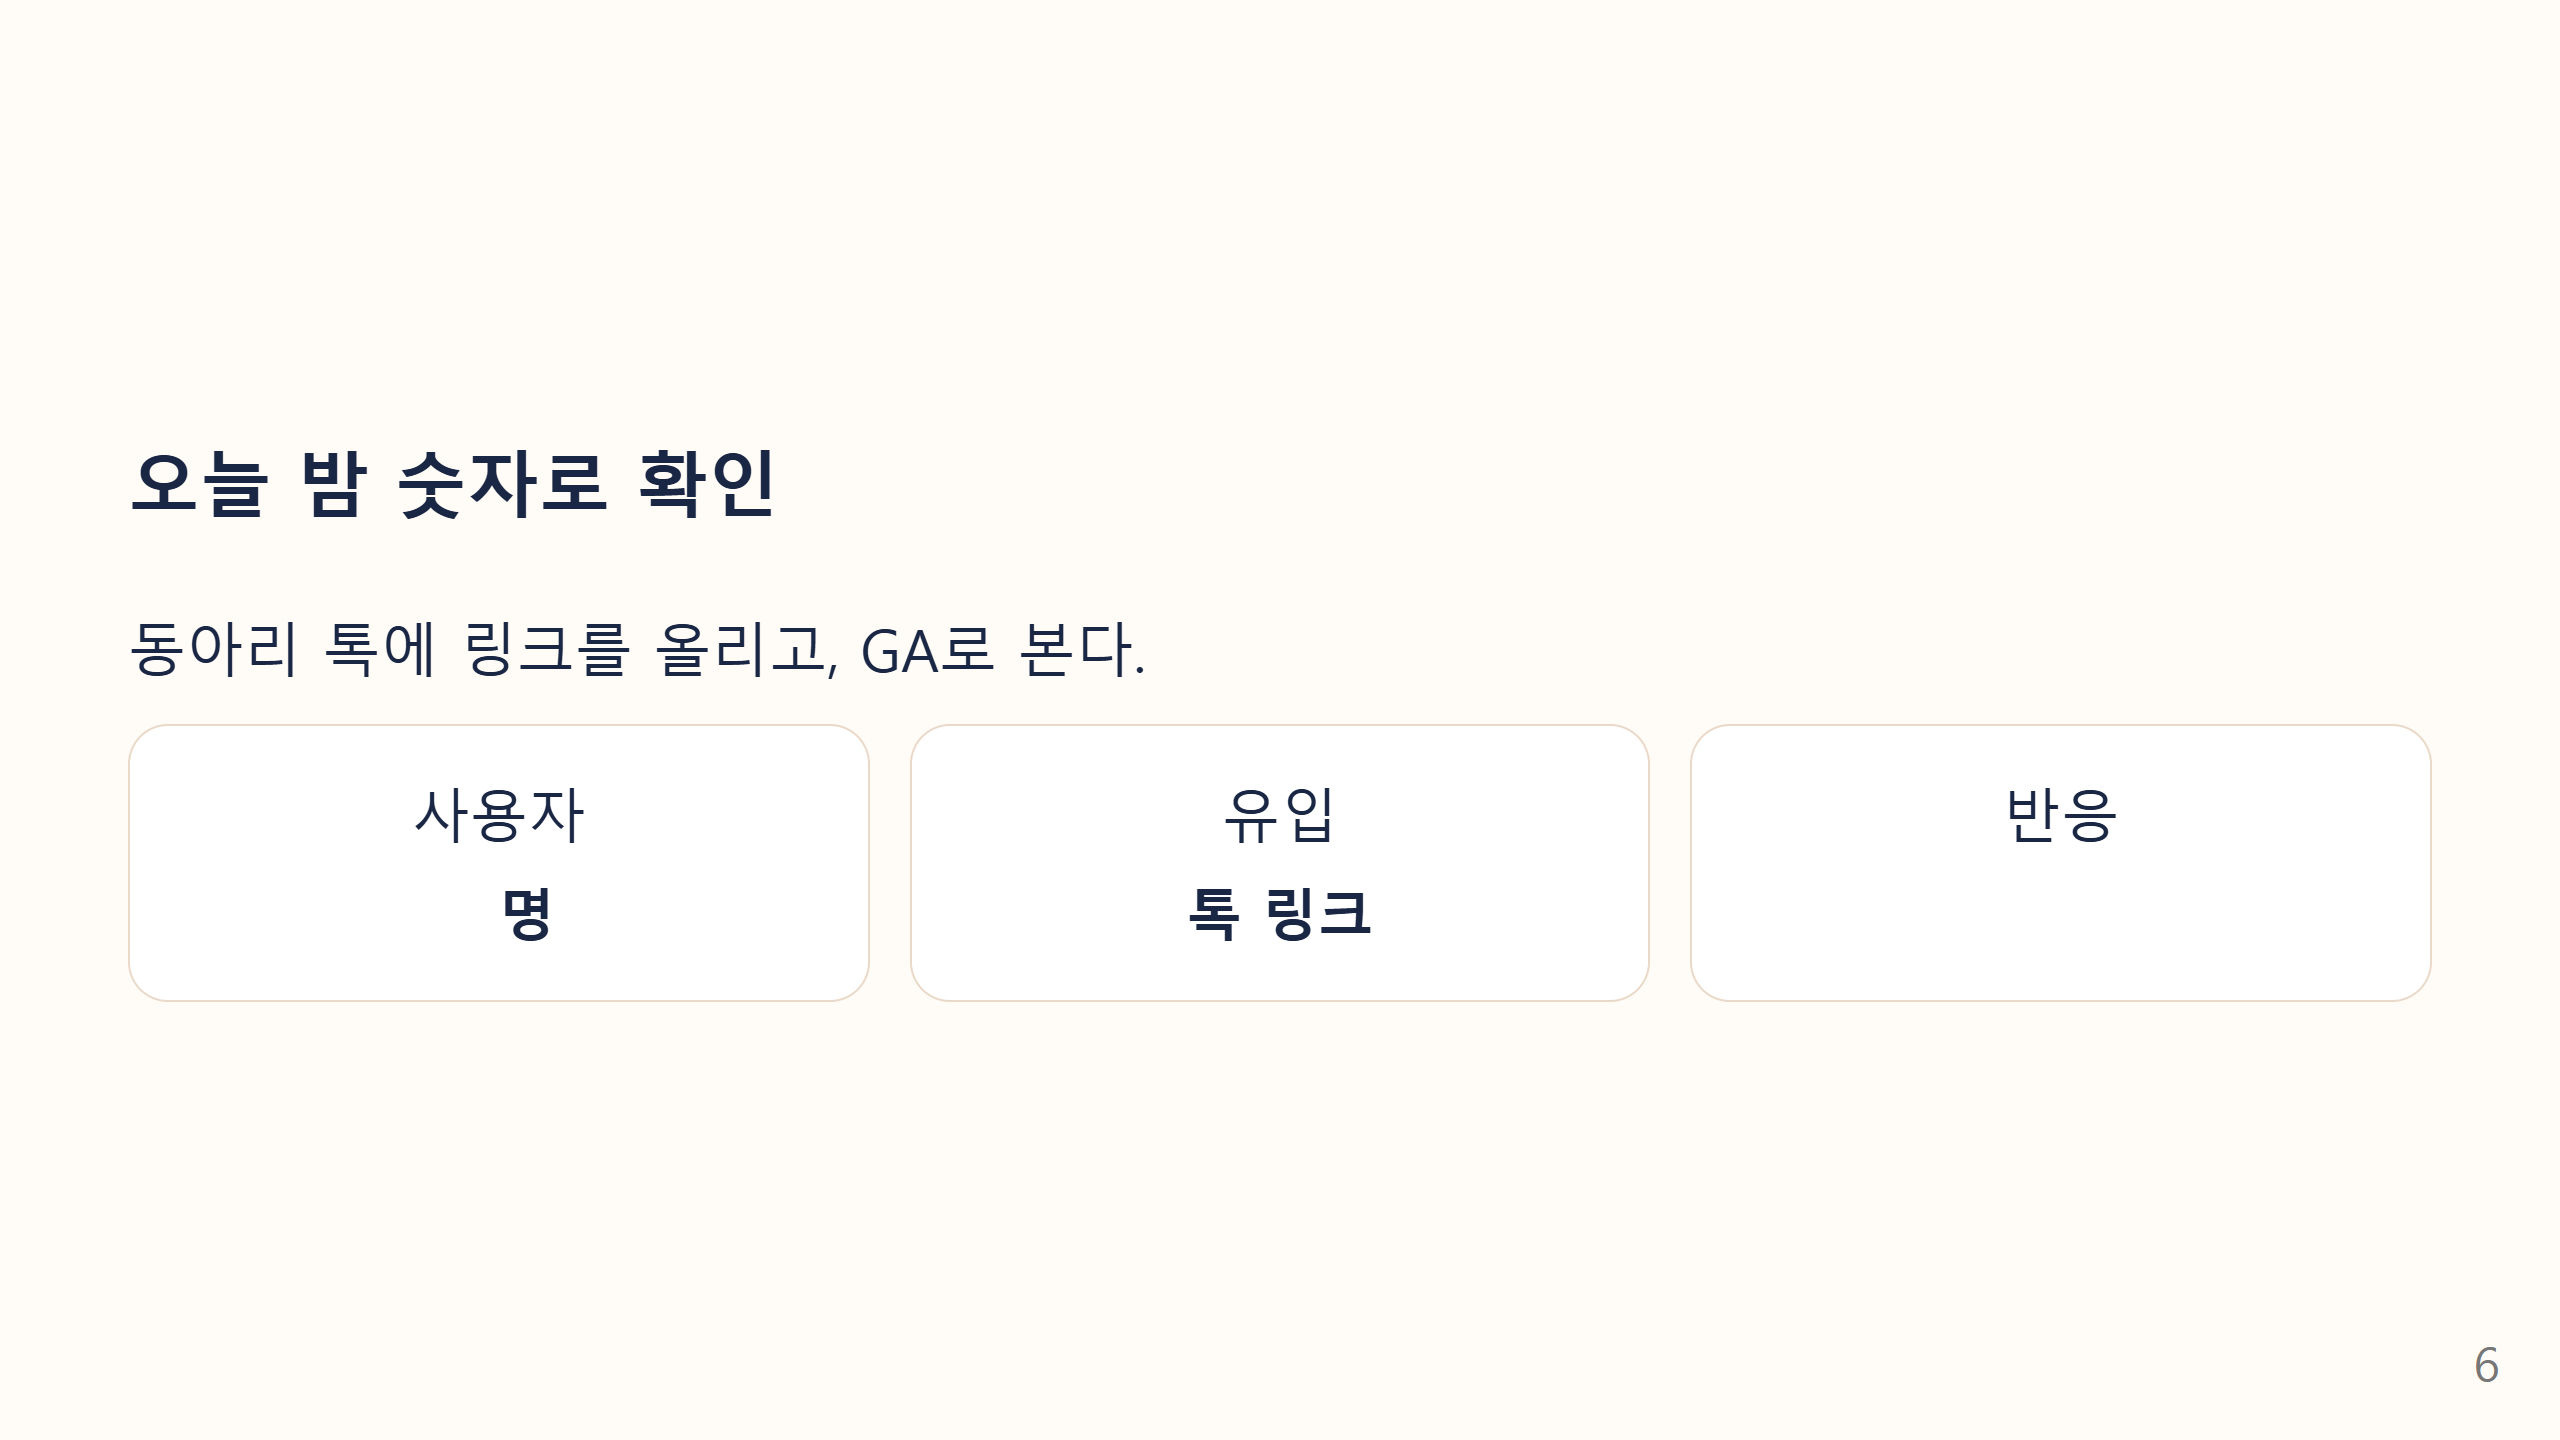 오늘 밤 숫자로 확인
동아리 톡에 링크를 올리고, GA로 본다.
사용자
명
유입
톡 링크
반응
6